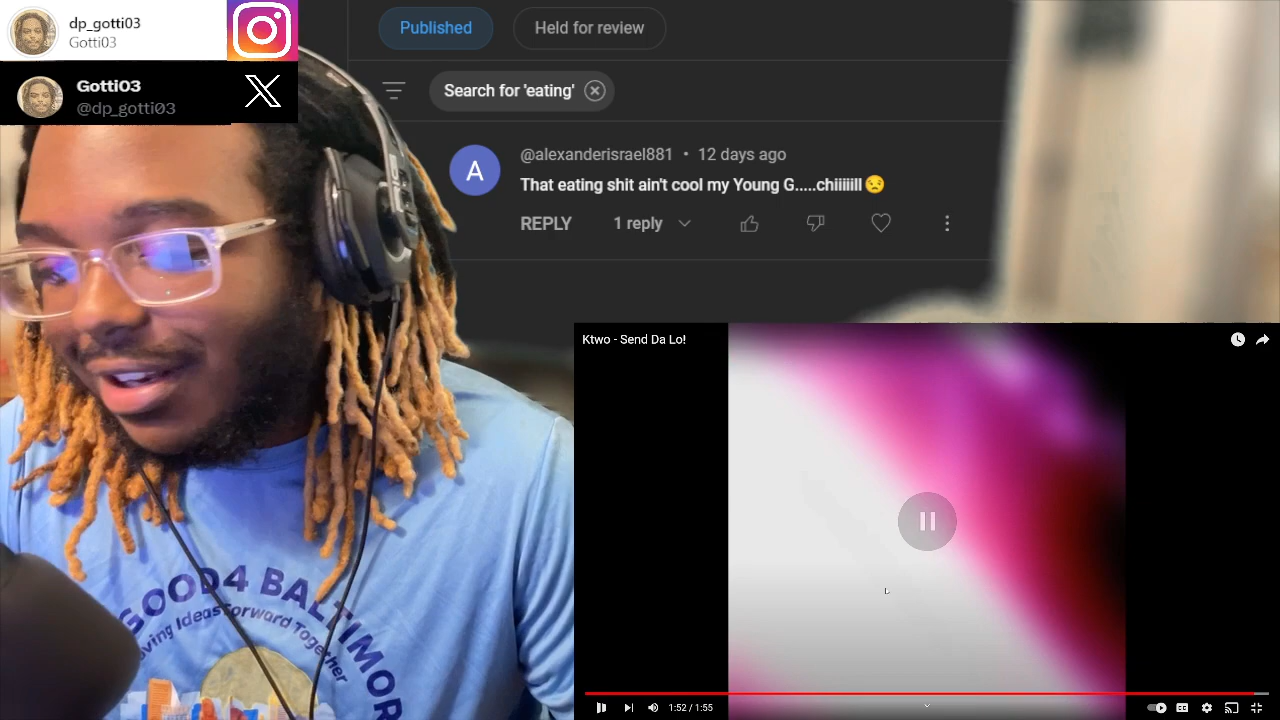 dp_gotti03
Gotti03
Gotti03
@dp_gotti03
Published
Held for review
Search for 'eating'
@alexanderisrael881 • 12 days ago
That eating shit ain't cool my Young G.....chiiiiill😒
REPLY
1 reply
A
Ktwo - Send Da Lo!
GOOD4 BALTIMOR
ving Ideas Forward Together
1:52 / 1:55